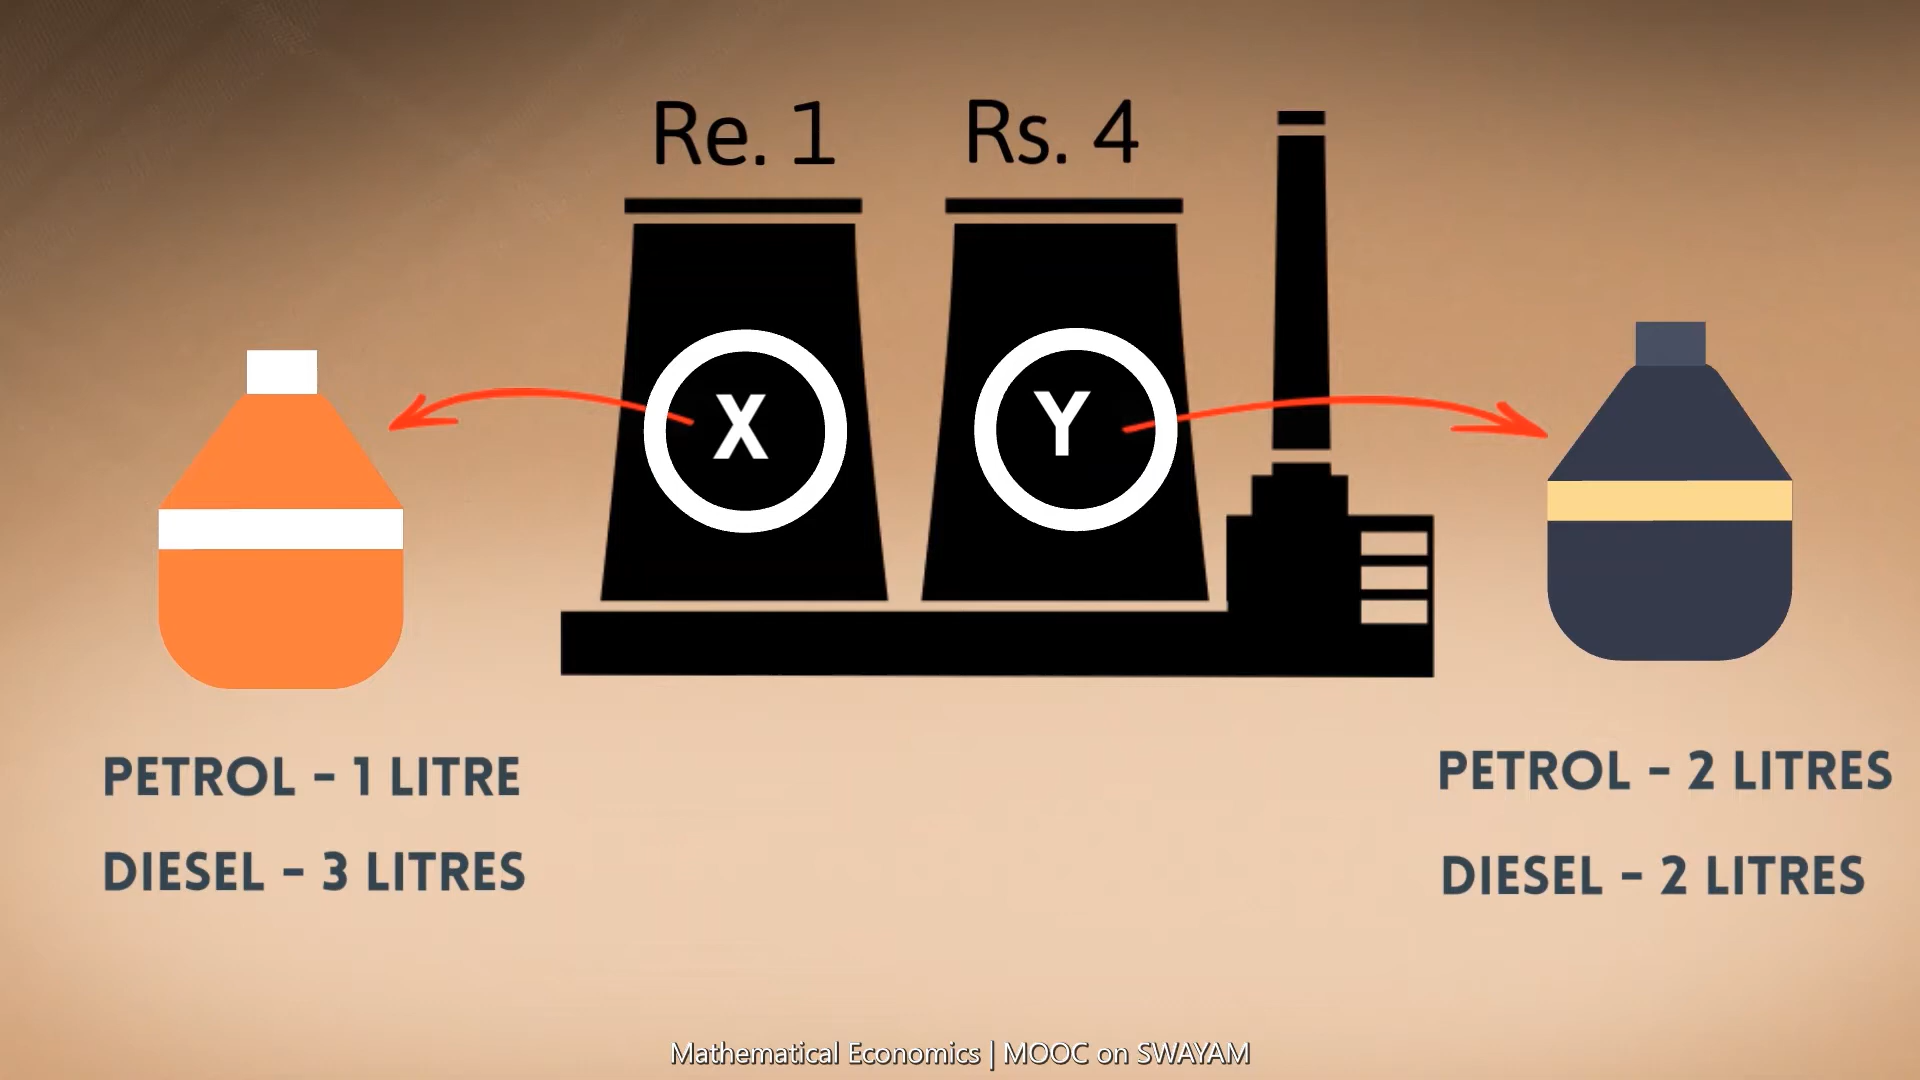 Re. 1
Rs. 4
X
Y
PETROL - 1 LITRE
DIESEL - 3 LITRES
PETROL - 2 LITRES
DIESEL - 2 LITRES
Mathematical Economics | MOOC on SWAYAM